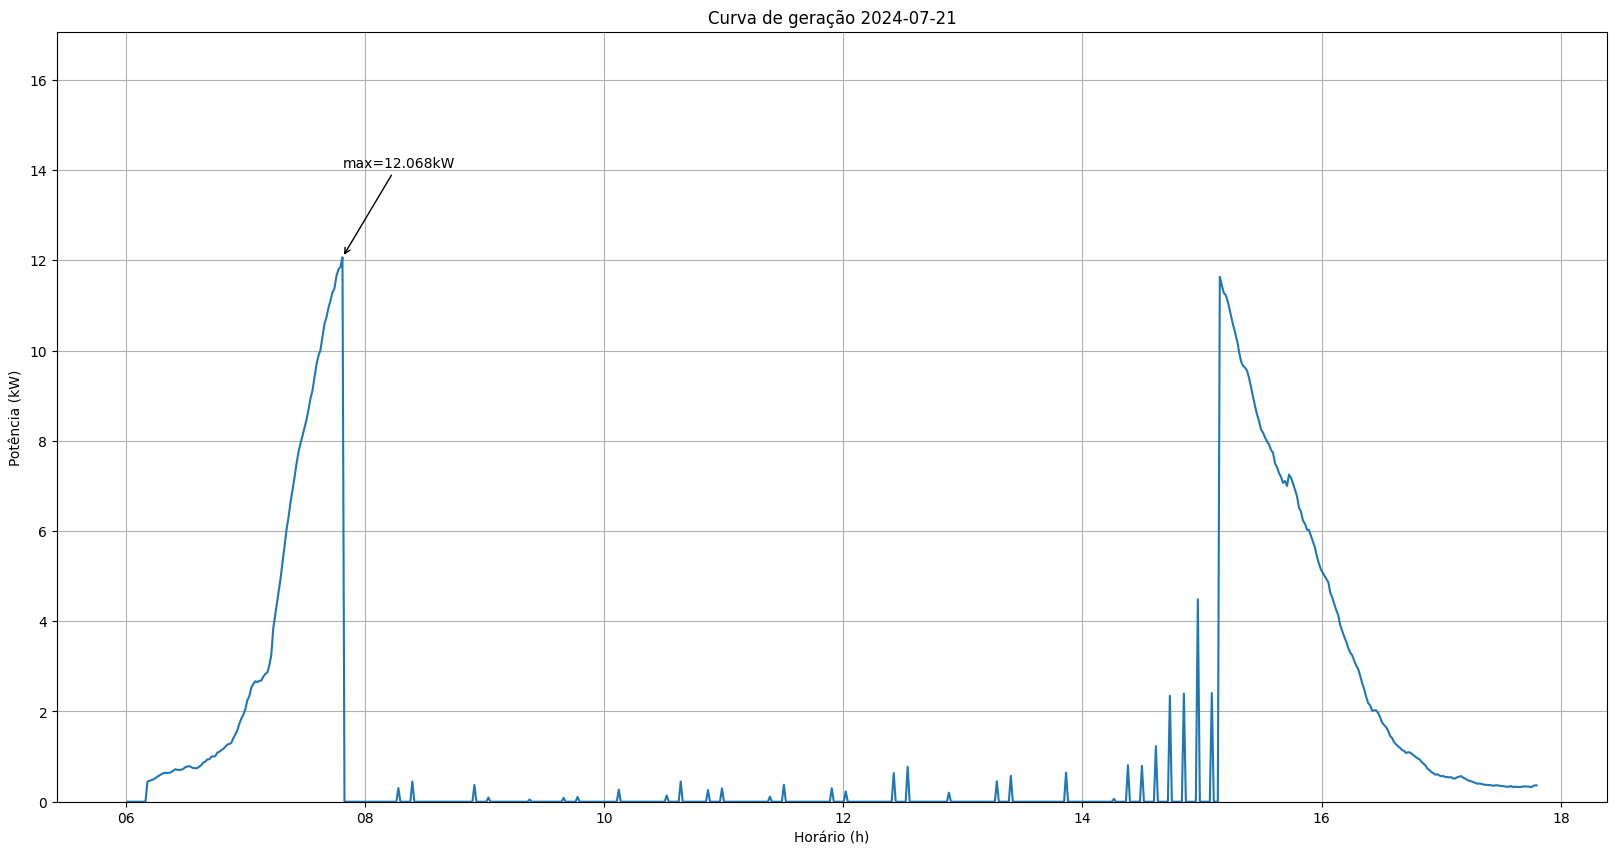 Curva de geração 2024-07-21
16
14
12
10
8
6
4
2
0
Potência (kW)
max=12.068kW
06 08 10 12 14 16 18
Horário (h)